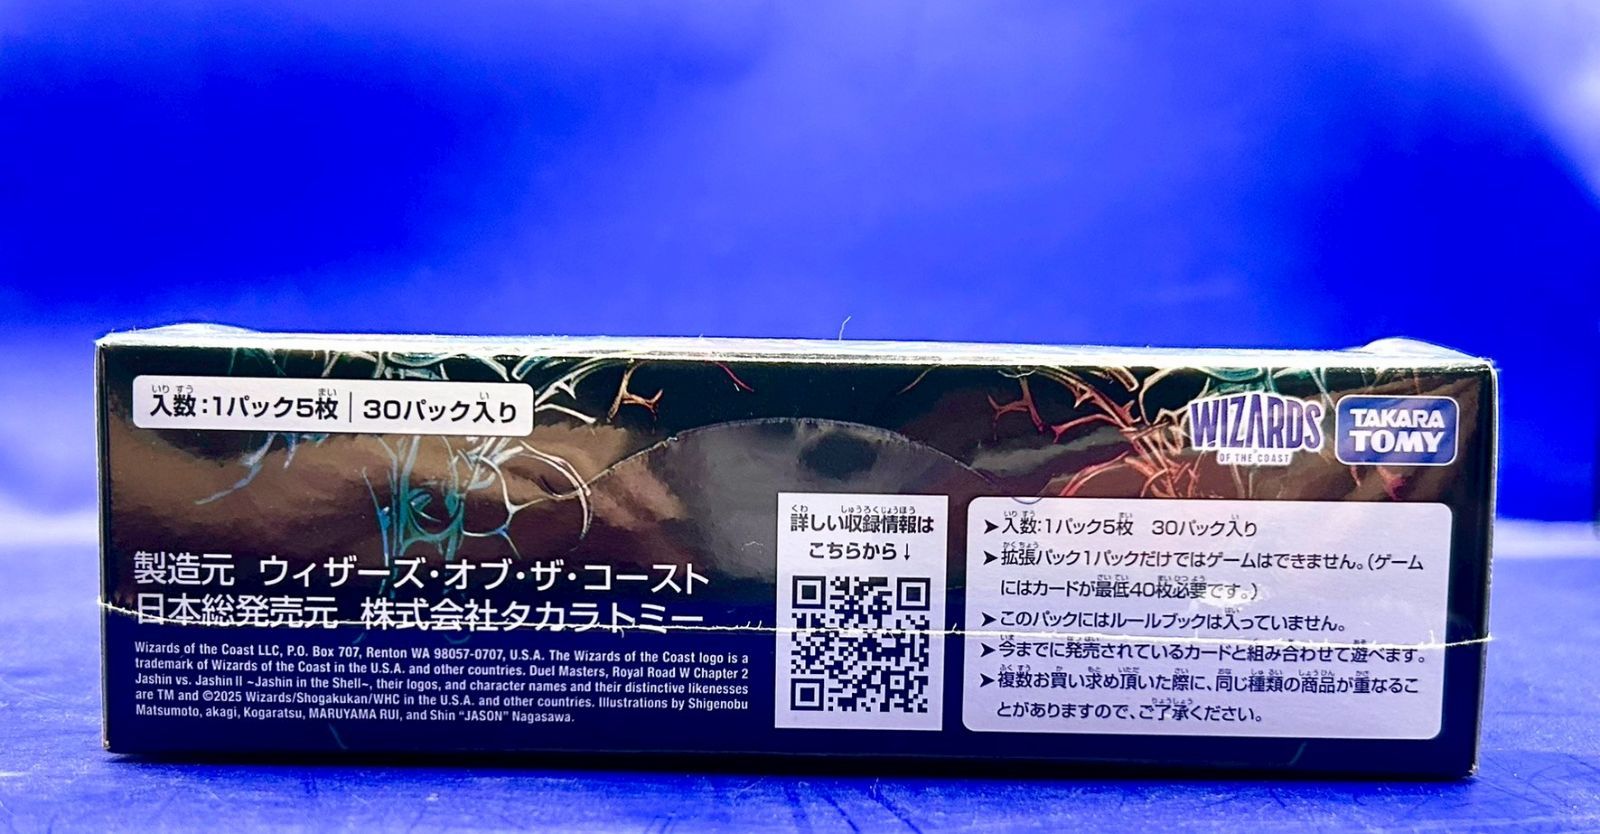 入数:1パック5枚│30パック入り
WIZARDS
OF THE COAST
TAKARA
TOMY
製造元 ウィザーズ・オブ・ザ・コースト
日本総発売元 株式会社タカラトミー
Wizards of the Coast LLC, P.O. Box 707, Renton WA 98057-0707, U.S.A. The Wizards of the Coast logo is a
trademark of Wizards of the Coast in the U.S.A. and other countries. Duel Masters, Royal Road W Chapter 2
Jashin vs. Jashin II ~Jashin in the Shell~, their logos, and character names and their distinctive likenesses
are TM and ©2025 Wizards/Shogakukan/WHC in the U.S.A. and other countries. Illustrations by Shigenobu
Matsumoto, akagi, Kogaratsu, MARUYAMA RUI, and Shin “JASON” Nagasawa.
詳しい収録情報は
こちらから↓
➤入数:1パック5枚 30パック入り
➤拡張パック1パックだけではゲームはできません。(ゲーム
にはカードが最低40枚必要です。)
➤このパックにはルールブックは入っていません。
➤今までに発売されているカードと組み合わせて遊べます。
➤複数お買い求め頂いた際に、同じ種類の商品が重なるこ
とがありますので、ご了承ください。